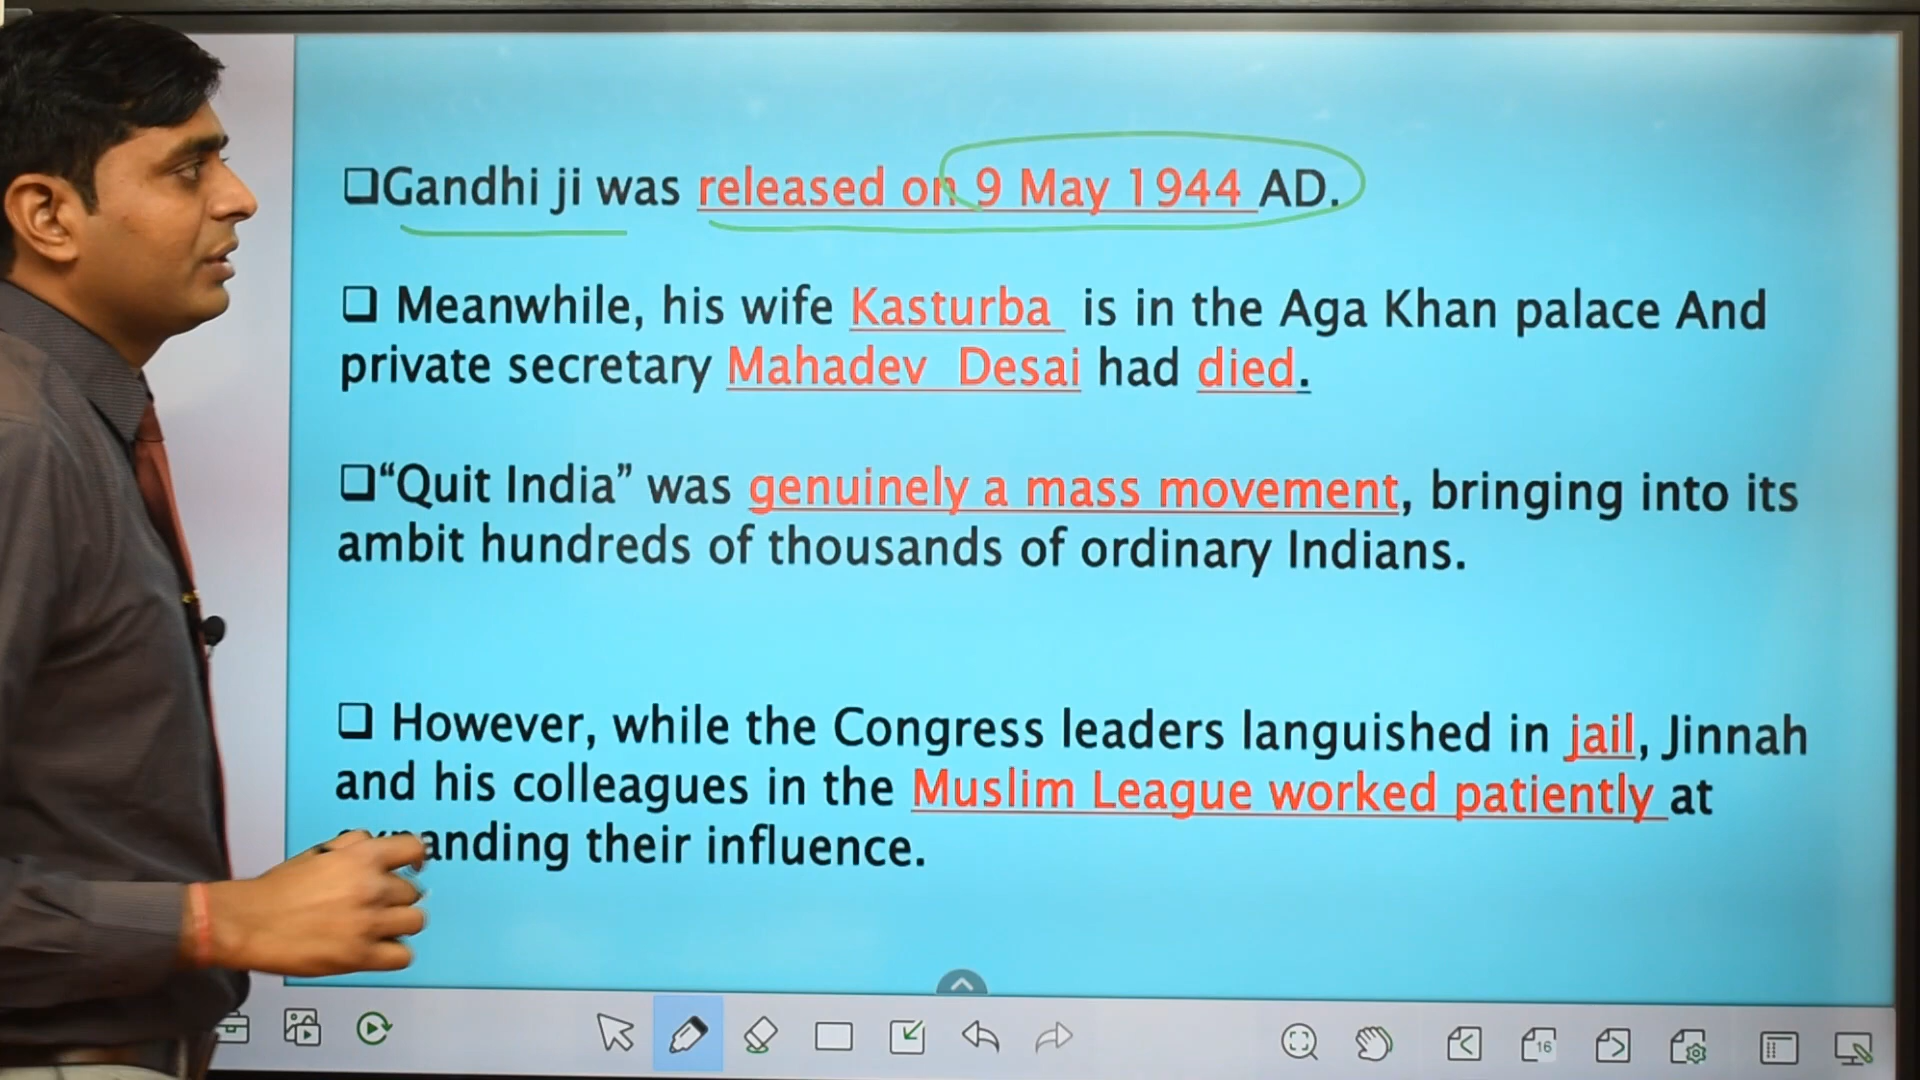 ❑Gandhi ji was released on 9 May 1944 AD.
❑ Meanwhile, his wife Kasturba is in the Aga Khan palace And
private secretary Mahadev Desai had died.
❑“Quit India” was genuinely a mass movement, bringing into its
ambit hundreds of thousands of ordinary Indians.
❑ However, while the Congress leaders languished in jail, Jinnah
and his colleagues in the Muslim League worked patiently at
expanding their influence.
16